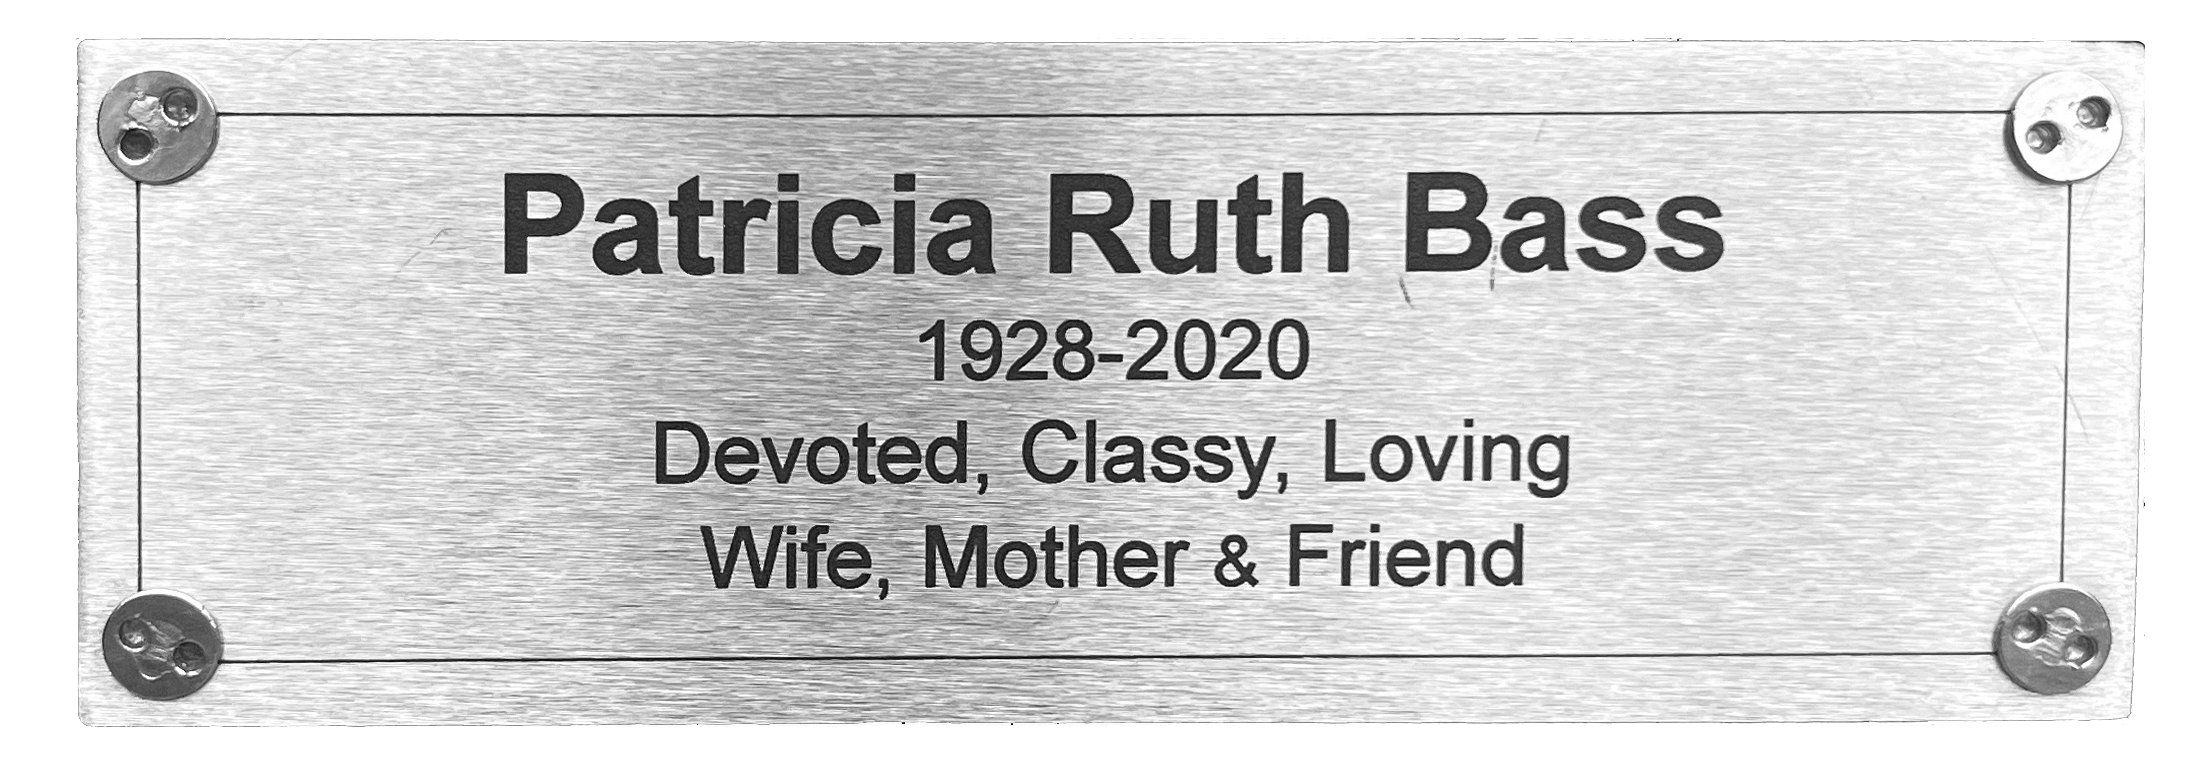 Patricia Ruth Bass
1928-2020
Devoted, Classy, Loving
Wife, Mother & Friend